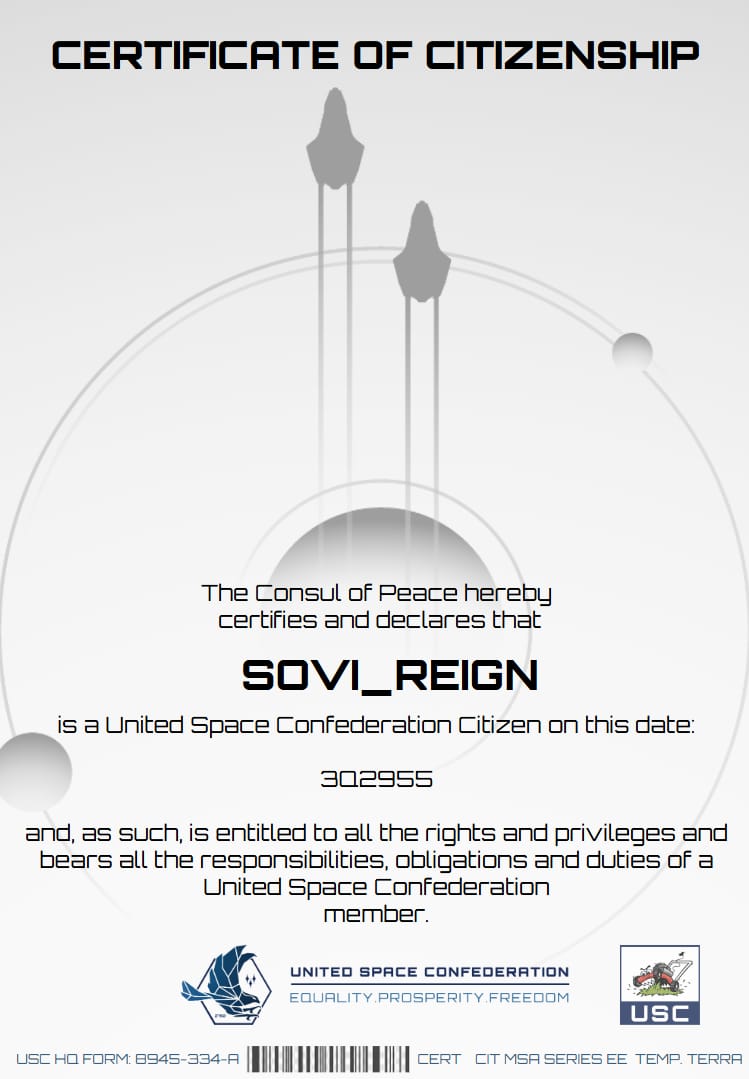 CERTIFICATE OF CITIZENSHIP
The Consul of Peace hereby
certifies and declares that
SOVI_REIGN
is a United Space Confederation Citizen on this date:
3Q2955
and, as such, is entitled to all the rights and privileges and
bears all the responsibilities, obligations and duties of a
United Space Confederation
member.
UNITED SPACE CONFEDERATION
EQUALITY.PROSPERITY.FREEDOM
USC
USC HQ FORM: 8945-334-A CERT CIT MSA SERIES EE TEMP. TERRA